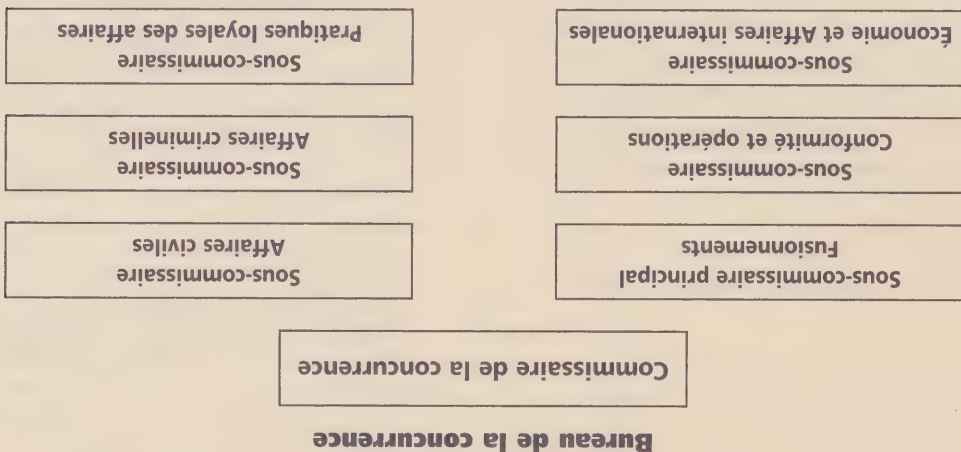 Bureau de la concurrence
Commissaire de la concurrence
Sous-commissaire principal
Fusionnements
Sous-commissaire
Affaires civiles
Sous-commissaire
Conformité et opérations
Sous-commissaire
Affaires criminelles
Sous-commissaire
Économie et Affaires internationales
Sous-commissaire
Pratiques loyales des affaires